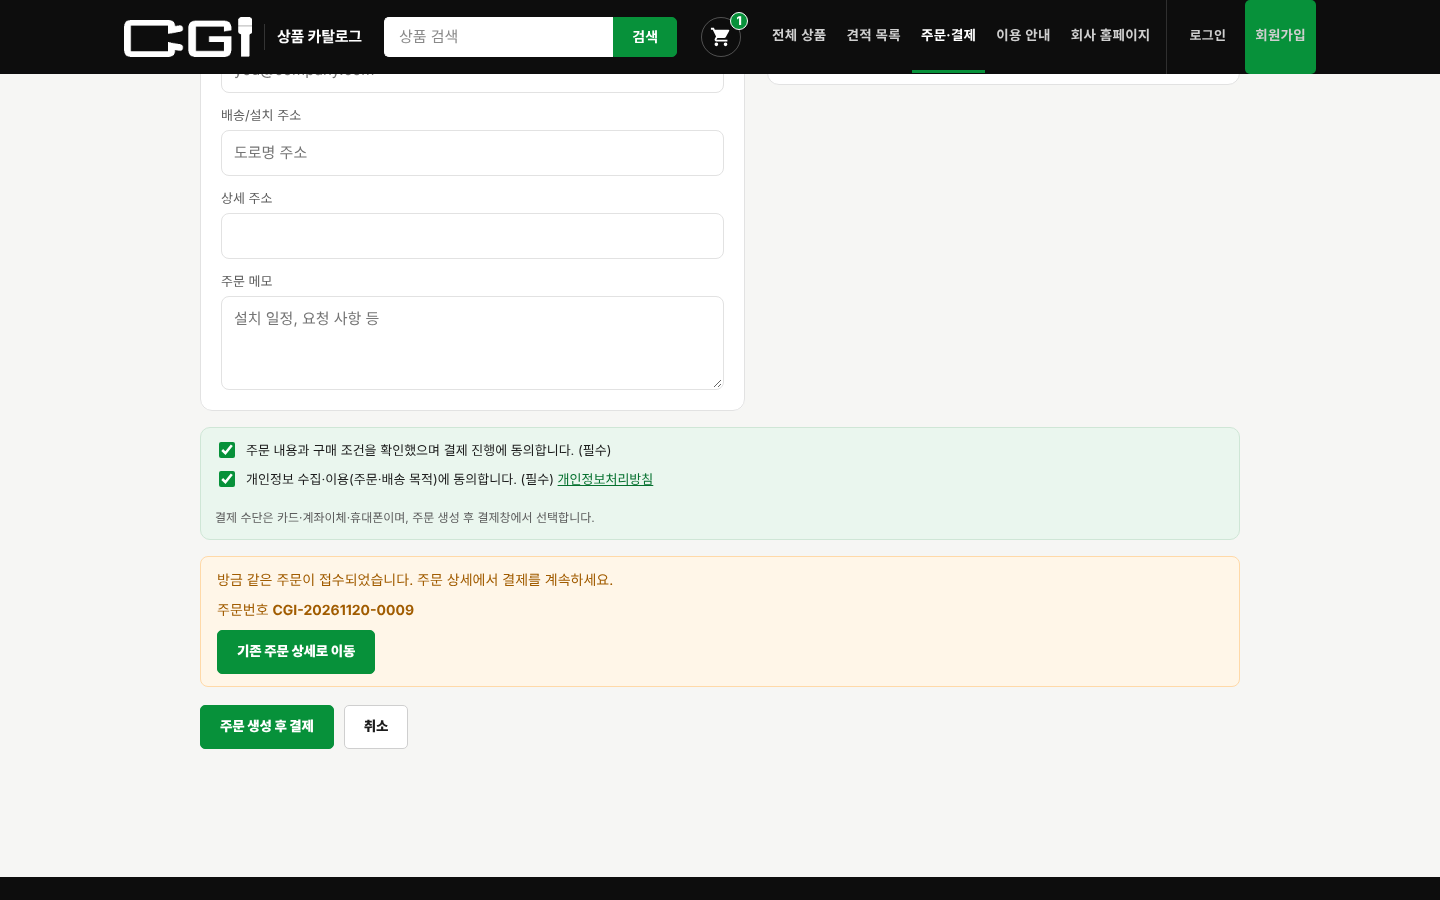 CGI
상품 카탈로그
상품 검색
검색
1
전체 상품
견적 목록
주문·결제
이용 안내
회사 홈페이지
로그인
회원가입
배송/설치 주소
도로명 주소
상세 주소
주문 메모
설치 일정, 요청 사항 등
주문 내용과 구매 조건을 확인했으며 결제 진행에 동의합니다. (필수)
개인정보 수집·이용(주문·배송 목적)에 동의합니다. (필수) 개인정보처리방침
결제 수단은 카드·계좌이체·휴대폰이며, 주문 생성 후 결제창에서 선택합니다.
방금 같은 주문이 접수되었습니다. 주문 상세에서 결제를 계속하세요.
주문번호 CGI-20261120-0009
기존 주문 상세로 이동
주문 생성 후 결제
취소